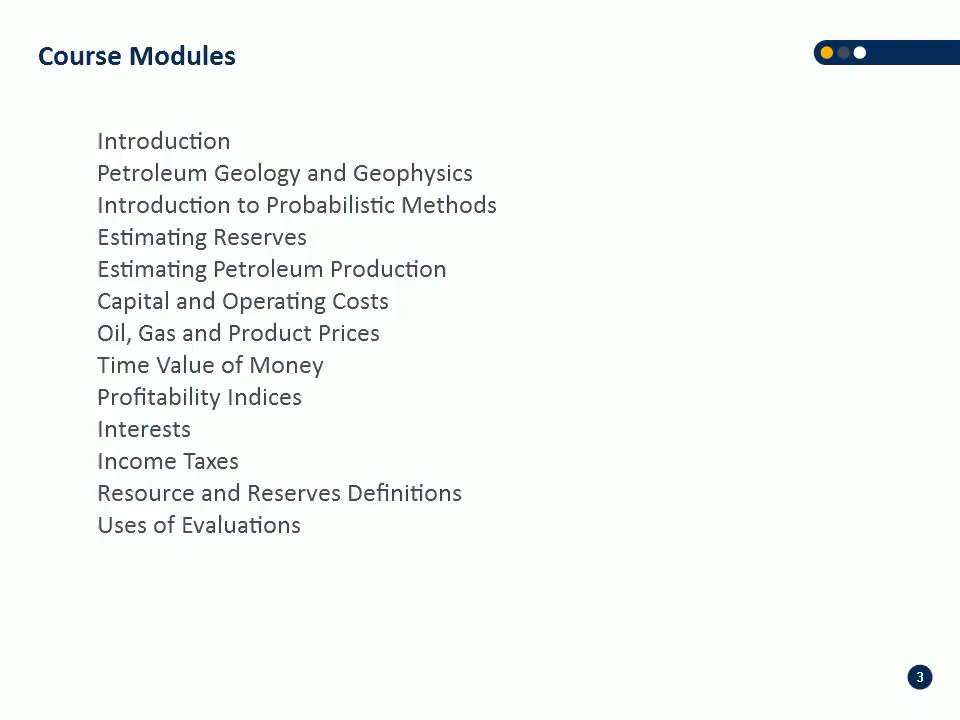 Course Modules
Introduction
Petroleum Geology and Geophysics
Introduction to Probabilistic Methods
Estimating Reserves
Estimating Petroleum Production
Capital and Operating Costs
Oil, Gas and Product Prices
Time Value of Money
Profitability Indices
Interests
Income Taxes
Resource and Reserves Definitions
Uses of Evaluations
3